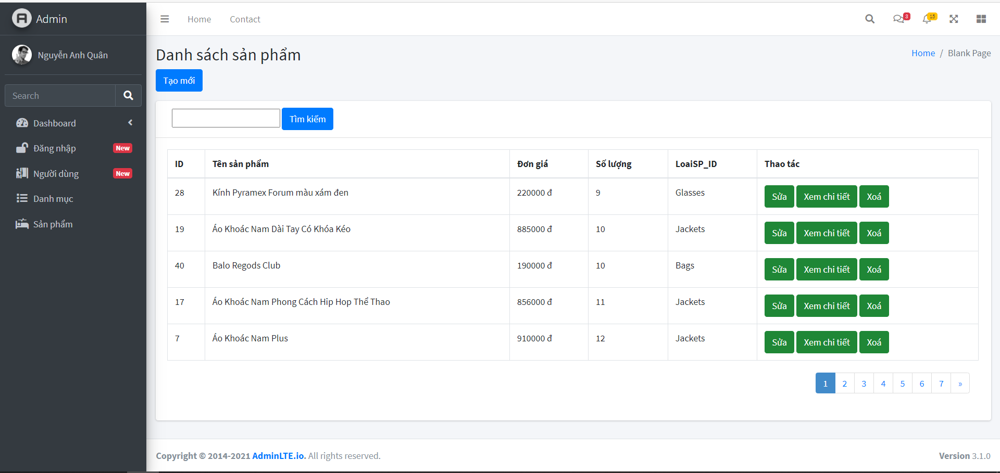 Admin
Home
Contact
3
15
Nguyễn Anh Quân
Search
Dashboard
Đăng nhập New
Người dùng New
Danh mục
Sản phẩm
Danh sách sản phẩm
Home / Blank Page
Tạo mới
Tìm kiếm
ID Tên sản phẩm Đơn giá Số lượng LoaiSP_ID Thao tác
28 Kính Pyramex Forum màu xám đen 220000 đ 9 Glasses Sửa Xem chi tiết Xoá
19 Áo Khoác Nam Dài Tay Có Khóa Kéo 885000 đ 10 Jackets Sửa Xem chi tiết Xoá
40 Balo Regods Club 190000 đ 10 Bags Sửa Xem chi tiết Xoá
17 Áo Khoác Nam Phong Cách Hip Hop Thể Thao 856000 đ 11 Jackets Sửa Xem chi tiết Xoá
7 Áo Khoác Nam Plus 910000 đ 12 Jackets Sửa Xem chi tiết Xoá
1 2 3 4 5 6 7 »
Copyright © 2014-2021 AdminLTE.io. All rights reserved.
Version 3.1.0